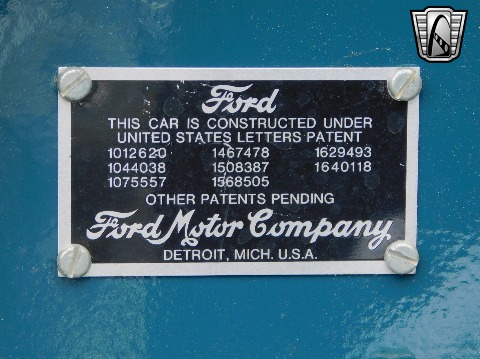 Ford
THIS CAR IS CONSTRUCTED UNDER
UNITED STATES LETTERS PATENT
1012620 1467478 1629493
1044038 1508387 1640118
1075557 1568505
OTHER PATENTS PENDING
Ford Motor Company
DETROIT, MICH. U.S.A.